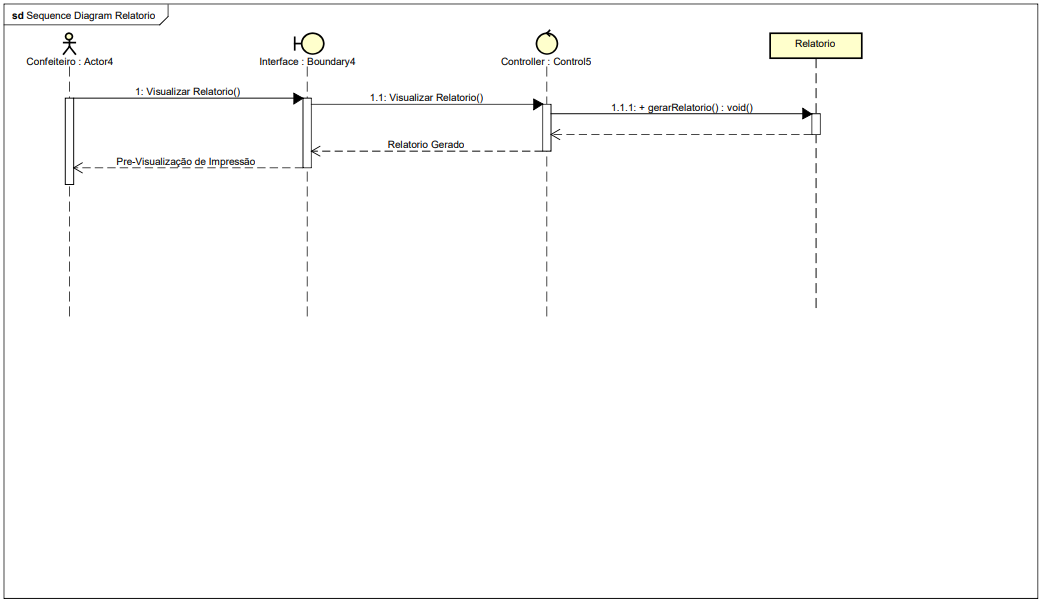 sd Sequence Diagram Relatorio
Confeiteiro : Actor4
Interface : Boundary4
Controller : Control5
Relatorio
1: Visualizar Relatorio()
1.1: Visualizar Relatorio()
1.1.1: + gerarRelatorio() : void()
Relatorio Gerado
Pre-Visualização de Impressão